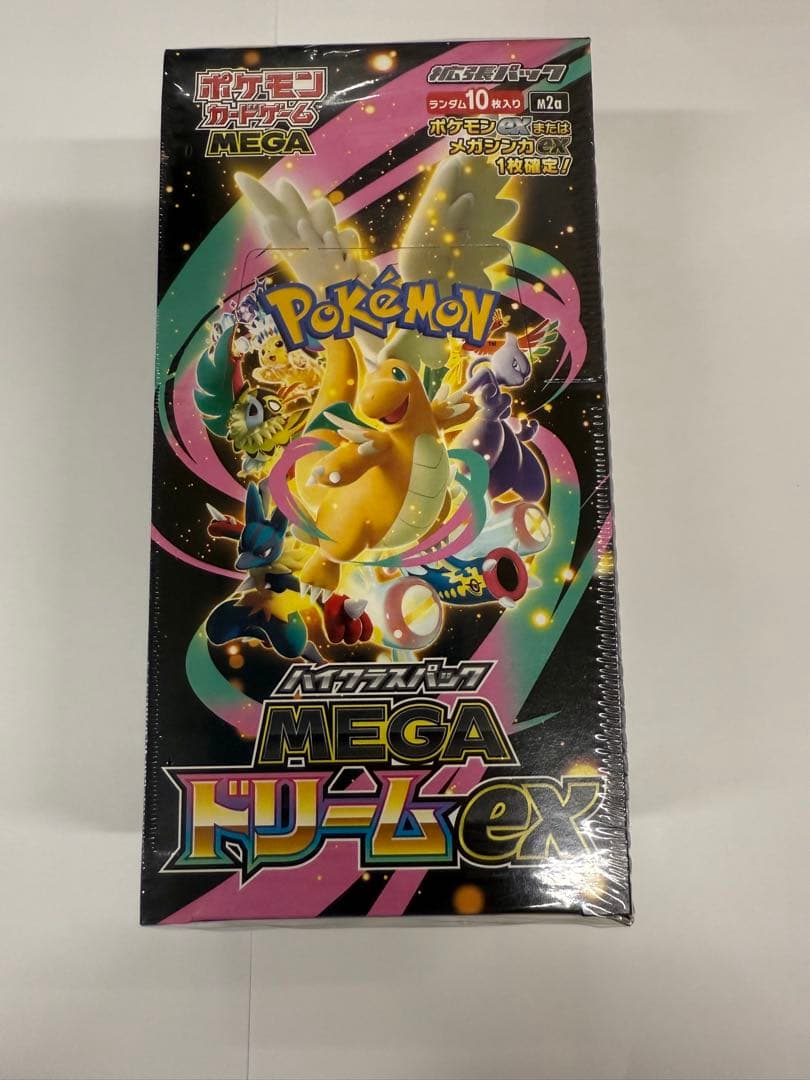 ポケモン
カードゲーム
MEGA
拡張パック
ランダム10枚入り M2a
ポケモンexまたは
メガシンカex
1枚確定!
POKÉMON
TM
ハイクラスパック
MEGA
ドリームex